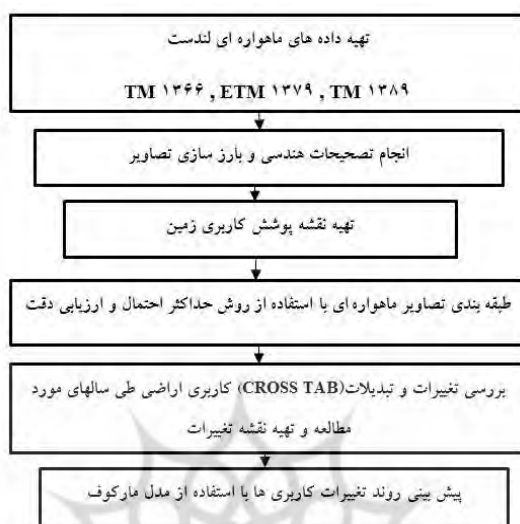 تهیه داده های ماهواره ای لندست
TM ۱۳۶۶ , ETM ۱۳۷۹ , TM ۱۳۸۹
انجام تصحیحات هندسی و بارز سازی تصاویر
تهیه نقشه پوشش کاربری زمین
طبقه بندی تصاویر ماهواره ای با استفاده از روش حداکثر احتمال و ارزیابی دقت
بررسی تغییرات و تبدیلات(CROSS TAB) کاربری اراضی طی سالهای مورد
مطالعه و تهیه نقشه تغییرات
پیش بینی روند تغییرات کاربری ها با استفاده از مدل مارکوف